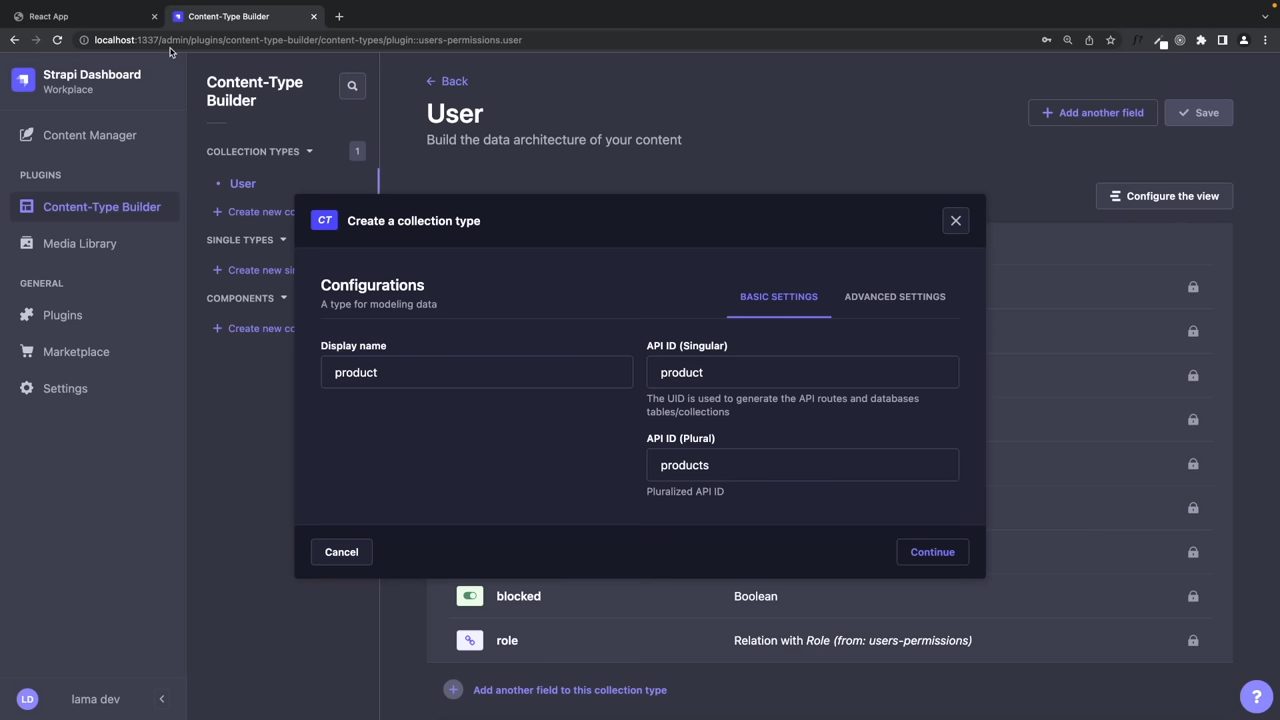 React App
Content-Type Builder
localhost:1337/admin/plugins/content-type-builder/content-types/plugin::users-permissions.user
Strapi Dashboard
Workplace
Content Manager
PLUGINS
Content-Type Builder
Media Library
GENERAL
Plugins
Marketplace
Settings
LD
lama dev
Content-Type
Builder
COLLECTION TYPES
1
User
Create new co
SINGLE TYPES
Create new sin
COMPONENTS
Create new co
Back
User
Build the data architecture of your content
Add another field
Save
Configure the view
CT
Create a collection type
Configurations
A type for modeling data
BASIC SETTINGS
ADVANCED SETTINGS
Display name
product
API ID (Singular)
product
The UID is used to generate the API routes and databases
tables/collections
API ID (Plural)
products
Pluralized API ID
Cancel
Continue
blocked
Boolean
role
Relation with Role (from: users-permissions)
Add another field to this collection type
?